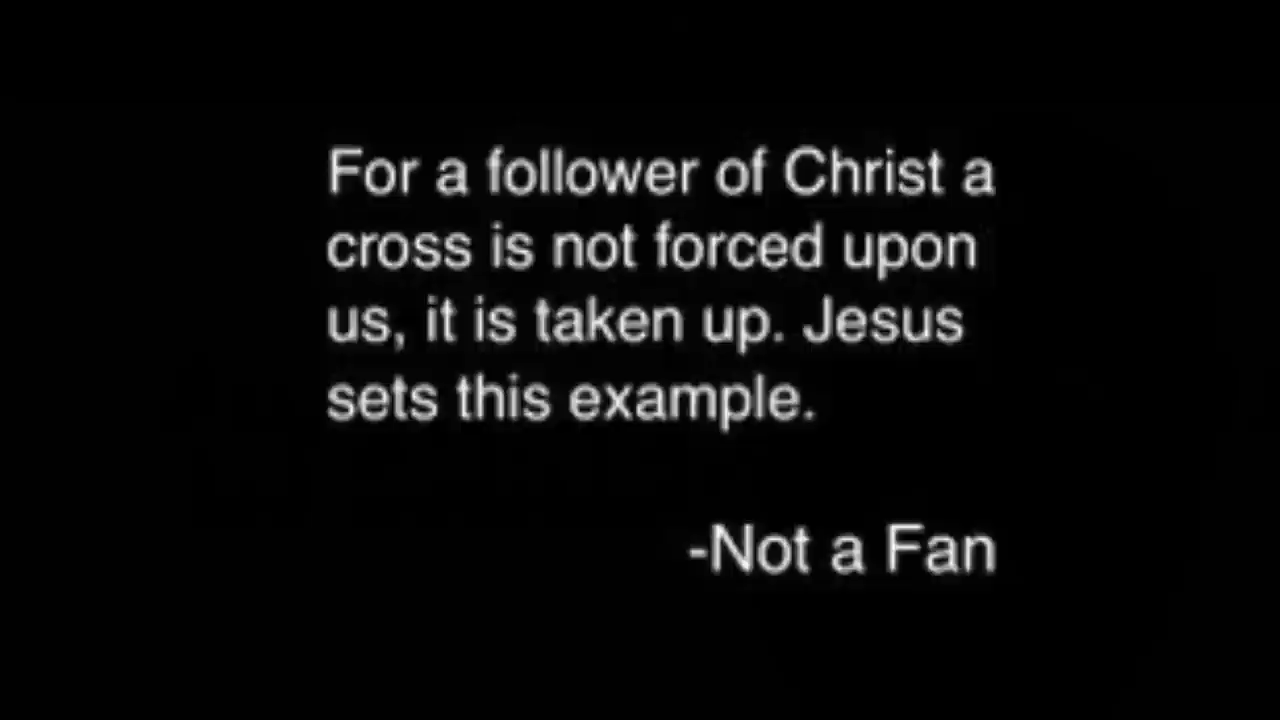 For a follower of Christ a
cross is not forced upon
us, it is taken up. Jesus
sets this example.
-Not a Fan